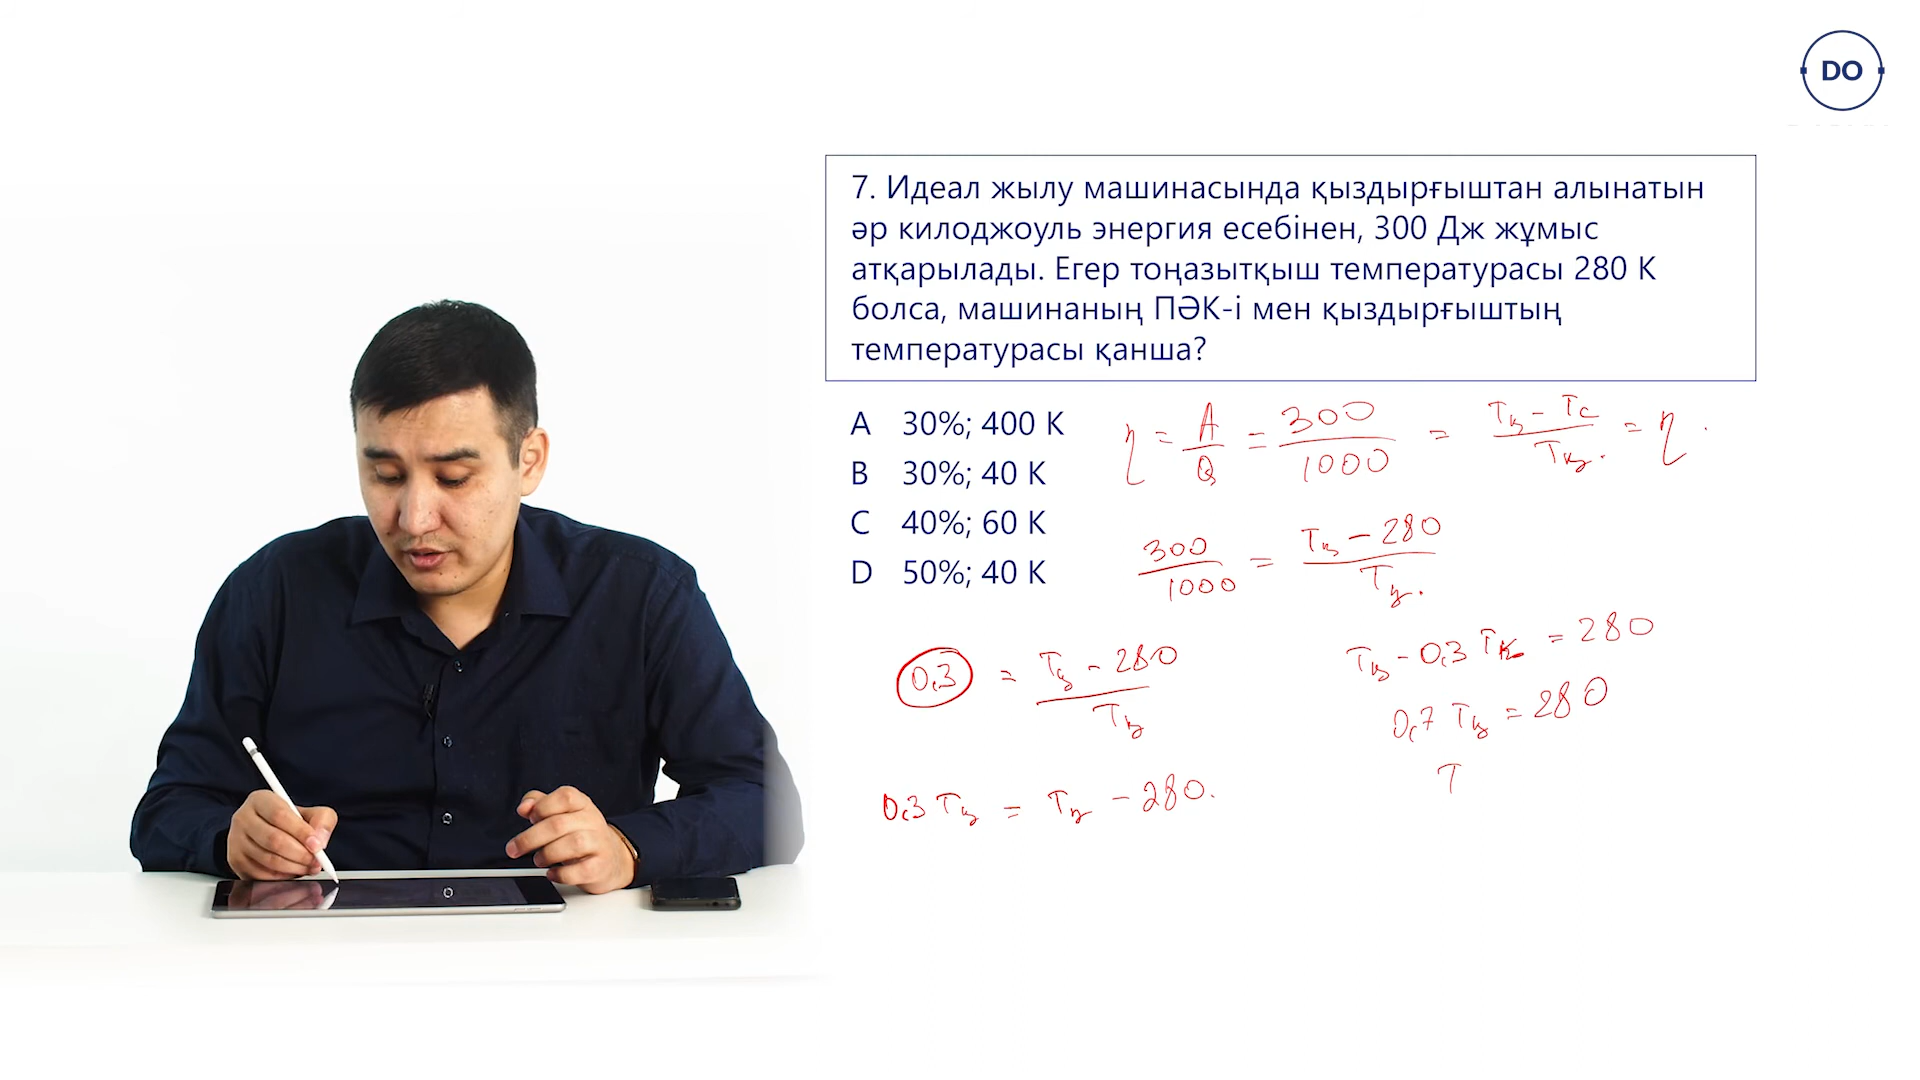 DO
7. Идеал жылу машинасында қыздырғыштан алынатын
әр килоджоуль энергия есебінен, 300 Дж жұмыс
атқарылады. Егер тоңазытқыш температурасы 280 К
болса, машинаның ПӘК-і мен қыздырғыштың
температурасы қанша?
A 30%; 400 К
B 30%; 40 К
C 40%; 60 К
D 50%; 40 К
η = A/Q = 300/1000 = (Tқ - Tс)/Tқ. = η.
300/1000 = (Tқ - 280)/Tқ.
0,3 = (Tқ - 280)/Tқ
0,3 Tқ = Tқ - 280.
Tқ - 0,3 Tқ = 280
0,7 Tқ = 280
T